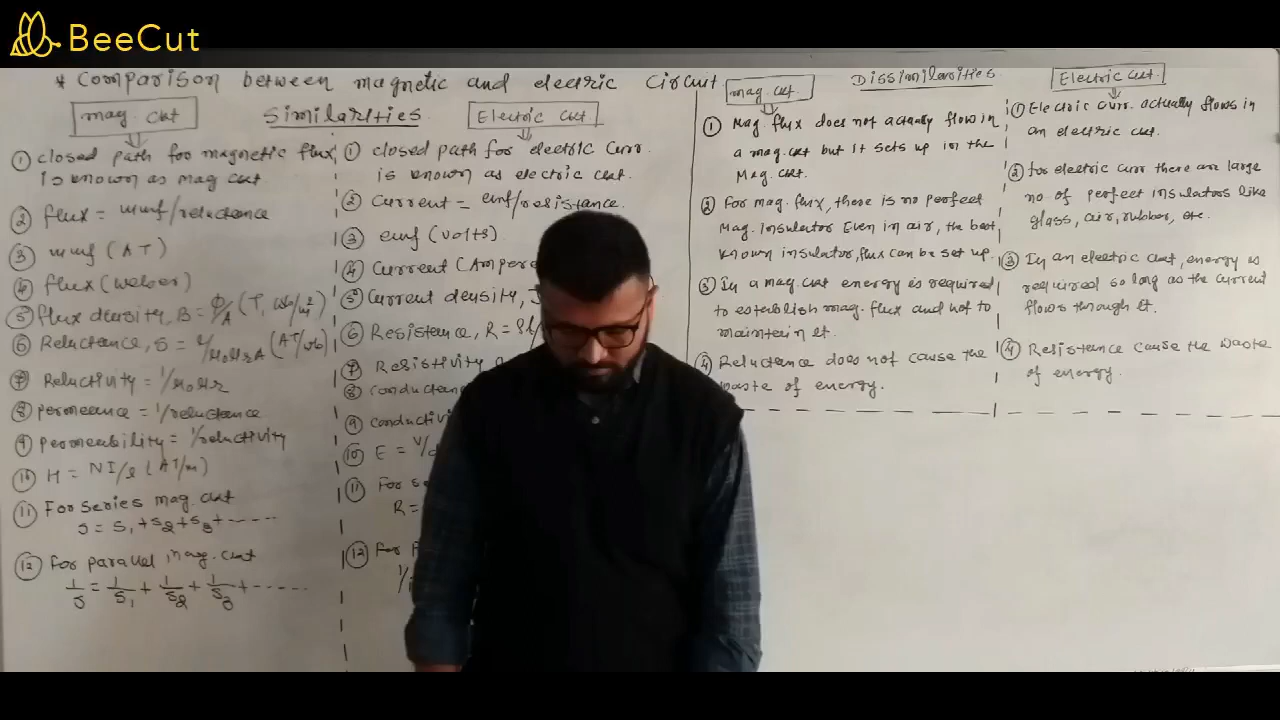 BeeCut
* Comparison between magnetic and electric Circuit
mag. ckt
Similarities
Electric ckt
① closed path for magnetic flux
is known as mag ckt
② flux = mmf/reluctance
③ mmf (AT)
④ flux (weber)
⑤ flux density, B = Φ/A (T, Wb/m²)
⑥ Reluctance, S = l/μ₀μᵣA (AT/wb)
⑦ Reluctivity = 1/μ₀μᵣ
⑧ permeance = 1/reluctance
⑨ permeability = 1/reluctivity
⑩ H = NI/l (AT/m)
⑪ For series mag. ckt
S = S₁ + S₂ + S₃ + -----
⑫ for parallel mag. ckt
1/S = 1/S₁ + 1/S₂ + 1/S₃ + -----
① closed path for electric curr.
is known as electric ckt.
② Current = emf/resistance.
③ emf (volts)
④ Current (Ampere
⑤ Current density, J
⑥ Resistance, R = ρl/
⑦ Resistivity
⑧ conductanc
⑨ conductivi
⑩ E = V/
⑪ For se
R =
⑫ For P
1/
Dissimilarities
mag. ckt.
Electric ckt.
① Mag. flux does not actually flow in
a mag. ckt but it sets up in the
Mag. ckt.
② For mag. flux, there is no perfect
Mag. insulator Even in air, the best
known insulator, flux can be set up.
③ In a mag. ckt energy is required
to establish mag. flux and not to
maintain it.
④ Reluctance does not cause the
waste of energy.
① Electric curr. actually flows in
an electric ckt.
② for electric curr there are large
no of perfect insulators like
glass, air, rubber, etc.
③ In an electric ckt, energy is
required so long as the current
flows through it.
④ Resistance cause the waste
of energy.